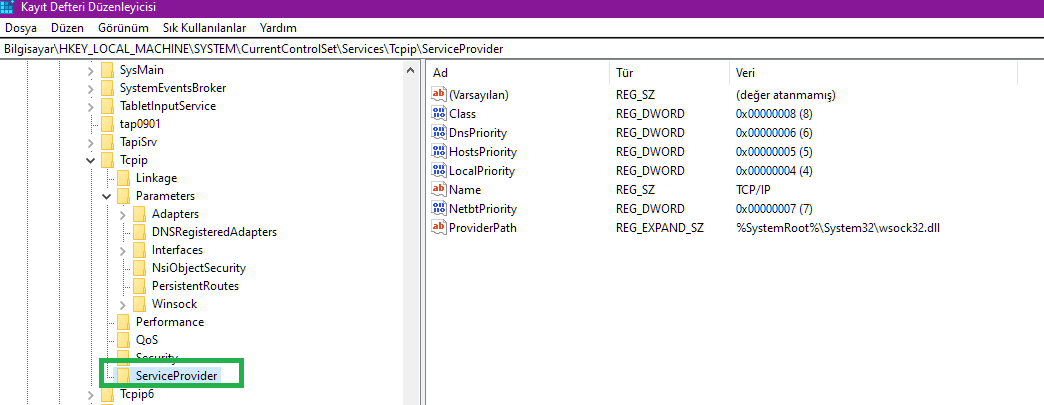 Kayıt Defteri Düzenleyicisi
Dosya Düzen Görünüm Sık Kullanılanlar Yardım
Bilgisayar\HKEY_LOCAL_MACHINE\SYSTEM\CurrentControlSet\Services\Tcpip\ServiceProvider
SysMain
SystemEventsBroker
TabletInputService
tap0901
TapiSrv
Tcpip
Linkage
Parameters
Adapters
DNSRegisteredAdapters
Interfaces
NsiObjectSecurity
PersistentRoutes
Winsock
Performance
QoS
Security
ServiceProvider
Tcpip6
Ad Tür Veri
(Varsayılan) REG_SZ (değer atanmamış)
Class REG_DWORD 0x00000008 (8)
DnsPriority REG_DWORD 0x00000006 (6)
HostsPriority REG_DWORD 0x00000005 (5)
LocalPriority REG_DWORD 0x00000004 (4)
Name REG_SZ TCP/IP
NetbtPriority REG_DWORD 0x00000007 (7)
ProviderPath REG_EXPAND_SZ %SystemRoot%\System32\wsock32.dll